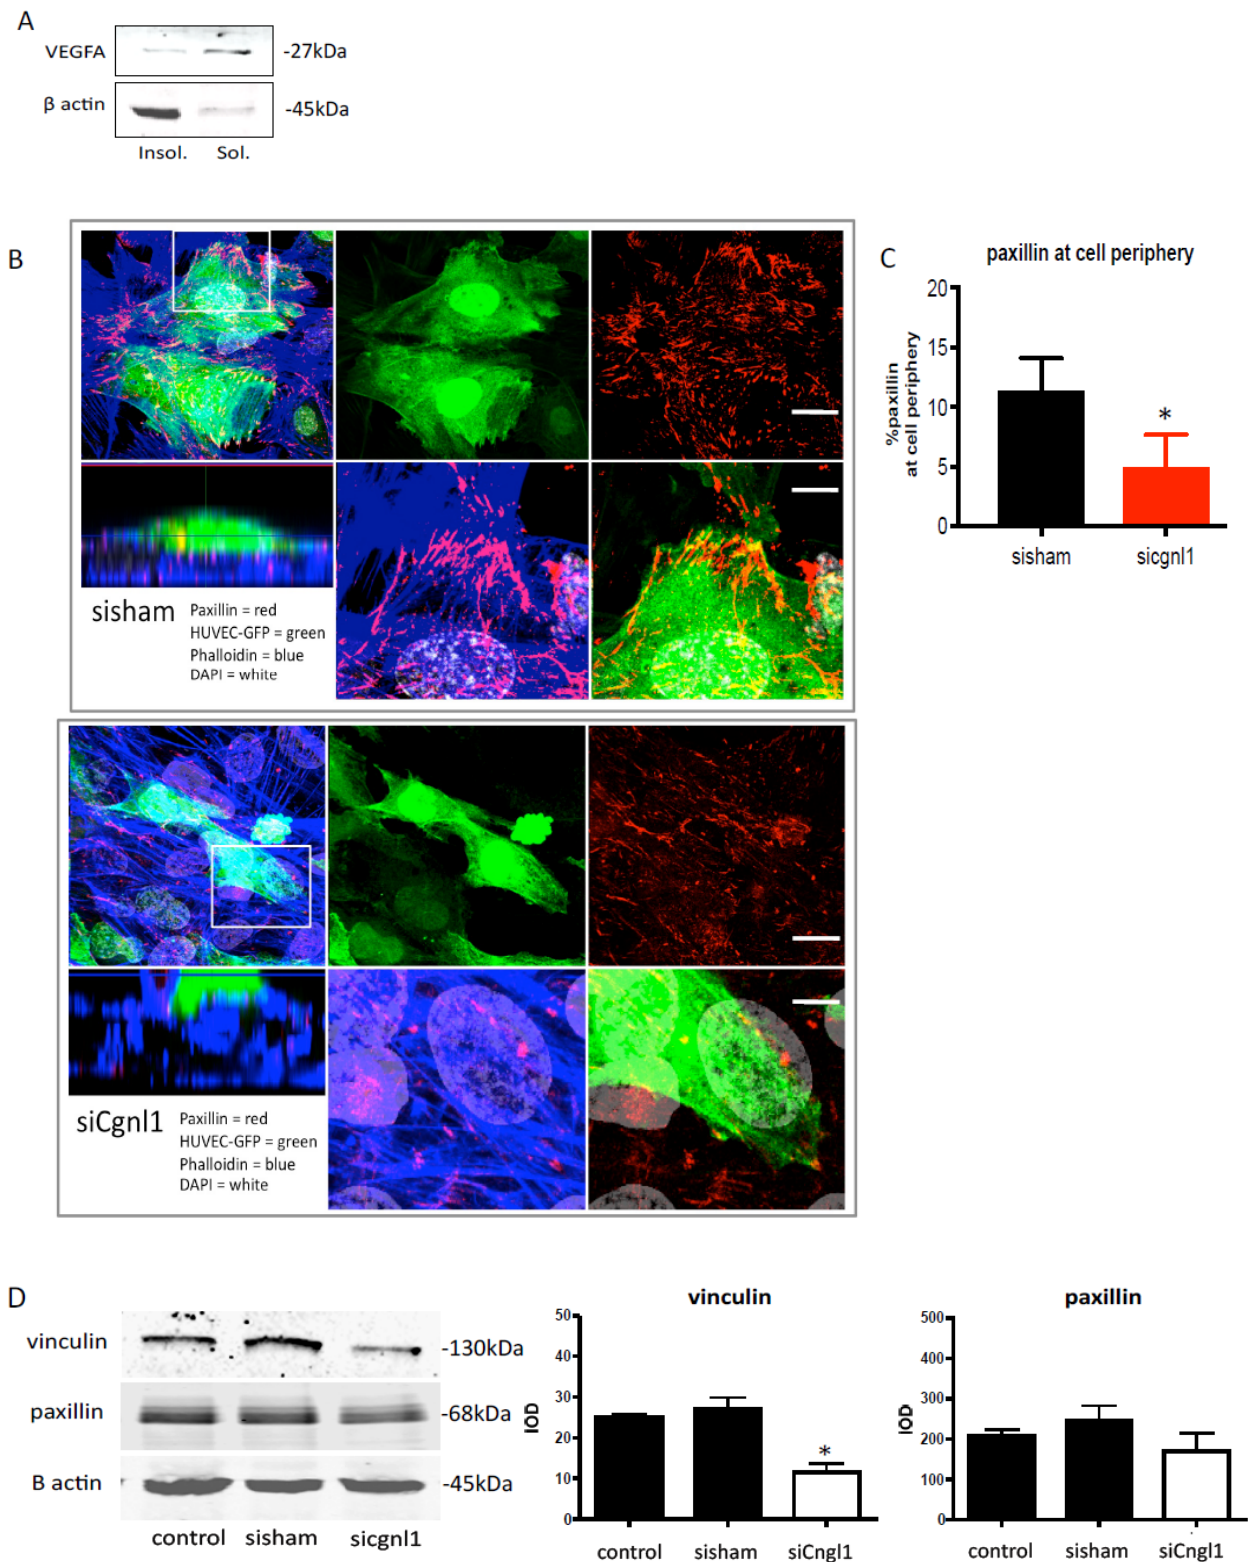 A
VEGFA
-27kDa
β actin
-45kDa
Insol. Sol.
B
sisham
Paxillin = red
HUVEC-GFP = green
Phalloidin = blue
DAPI = white
C
paxillin at cell periphery
%paxillin
at cell periphery
20
15
10
5
0
*
sisham sicgnl1
siCgnl1
Paxillin = red
HUVEC-GFP = green
Phalloidin = blue
DAPI = white
D
vinculin
-130kDa
paxillin
-68kDa
B actin
-45kDa
control sisham sicgnl1
vinculin
IOD
50
40
30
20
10
0
*
control sisham siCngl1
paxillin
IOD
500
400
300
200
100
0
control sisham siCngl1